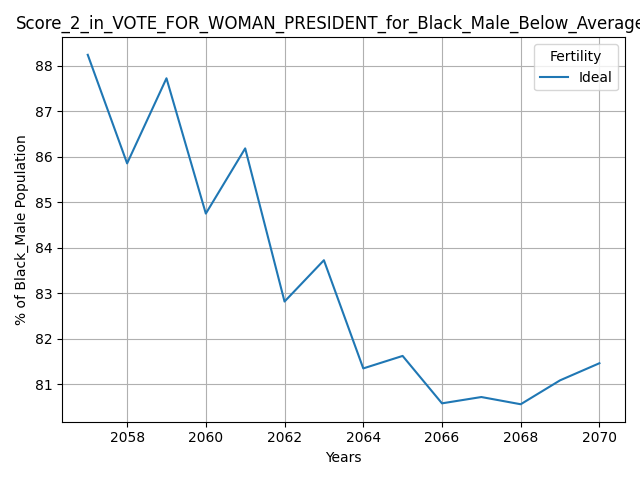 Score_2_in_VOTE_FOR_WOMAN_PRESIDENT_for_Black_Male_Below_Average
% of Black_Male Population
88
87
86
85
84
83
82
81
Fertility
Ideal
2058 2060 2062 2064 2066 2068 2070
Years